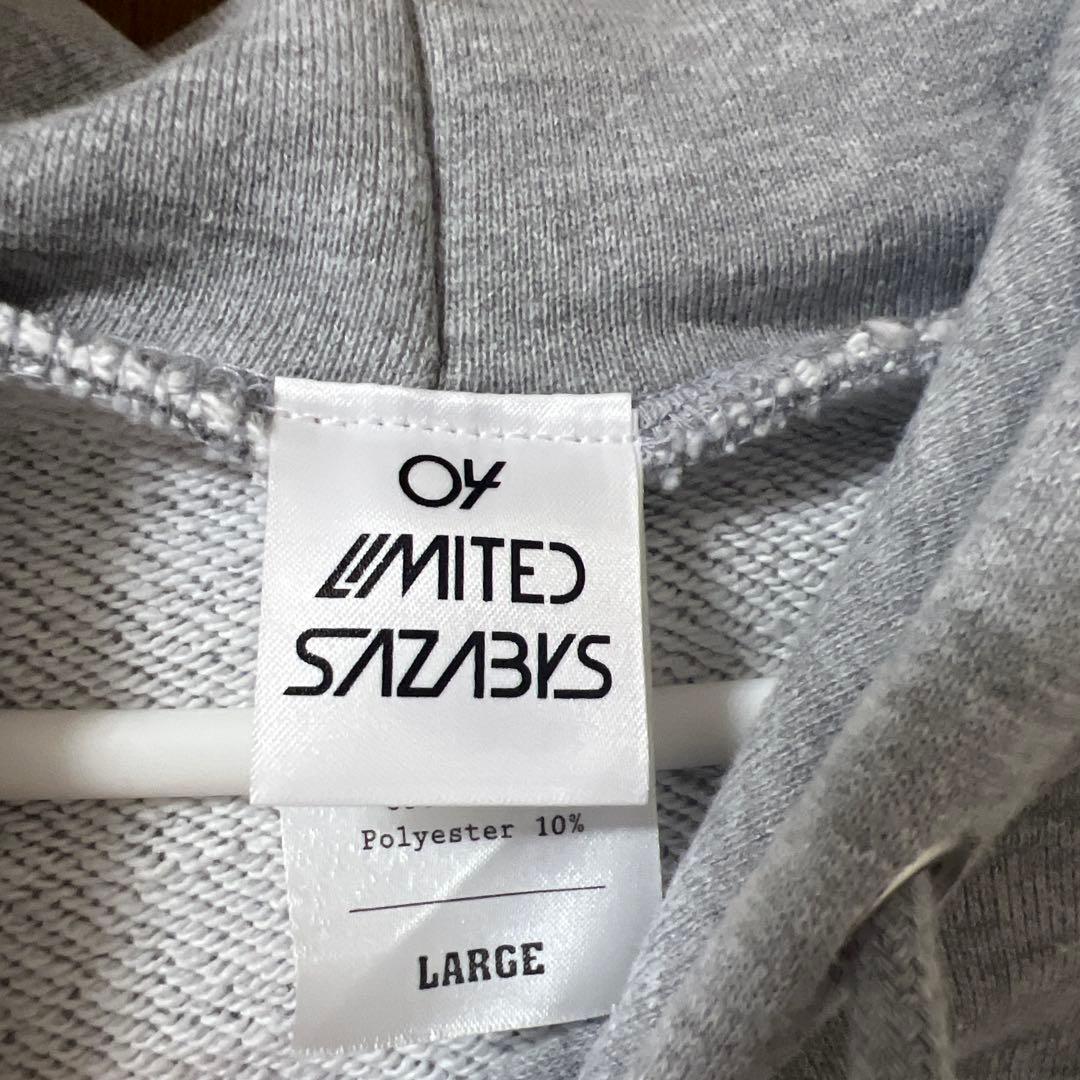 04
LIMITED
SAZABYS
Polyester 10%
LARGE